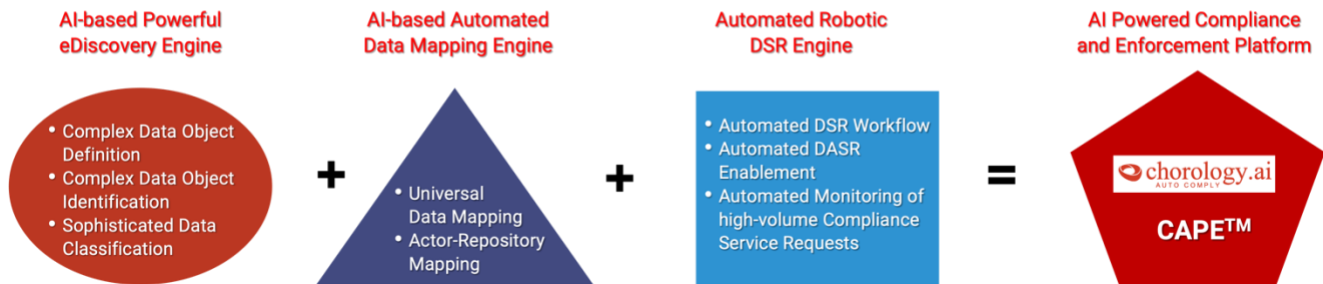 AI-based Powerful
eDiscovery Engine
• Complex Data Object
Definition
• Complex Data Object
Identification
• Sophisticated Data
Classification
+
AI-based Automated
Data Mapping Engine
• Universal
Data Mapping
• Actor-Repository
Mapping
+
Automated Robotic
DSR Engine
• Automated DSR Workflow
• Automated DASR
Enablement
• Automated Monitoring of
high-volume Compliance
Service Requests
=
AI Powered Compliance
and Enforcement Platform
chorology.ai
AUTO COMPLY
CAPE™